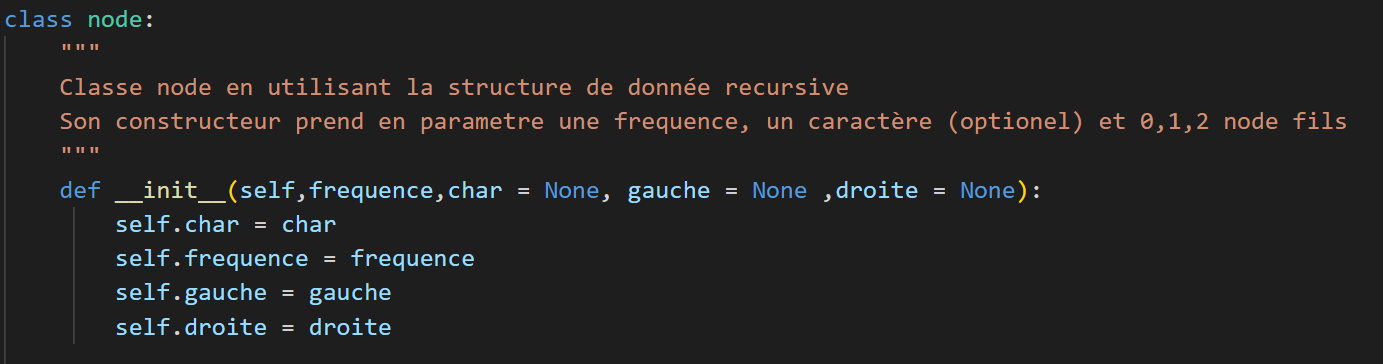 class node:
    """
    Classe node en utilisant la structure de donnée recursive
    Son constructeur prend en parametre une frequence, un caractère (optionel) et 0,1,2 node fils
    """
    def __init__(self,frequence,char = None, gauche = None ,droite = None):
        self.char = char
        self.frequence = frequence
        self.gauche = gauche
        self.droite = droite